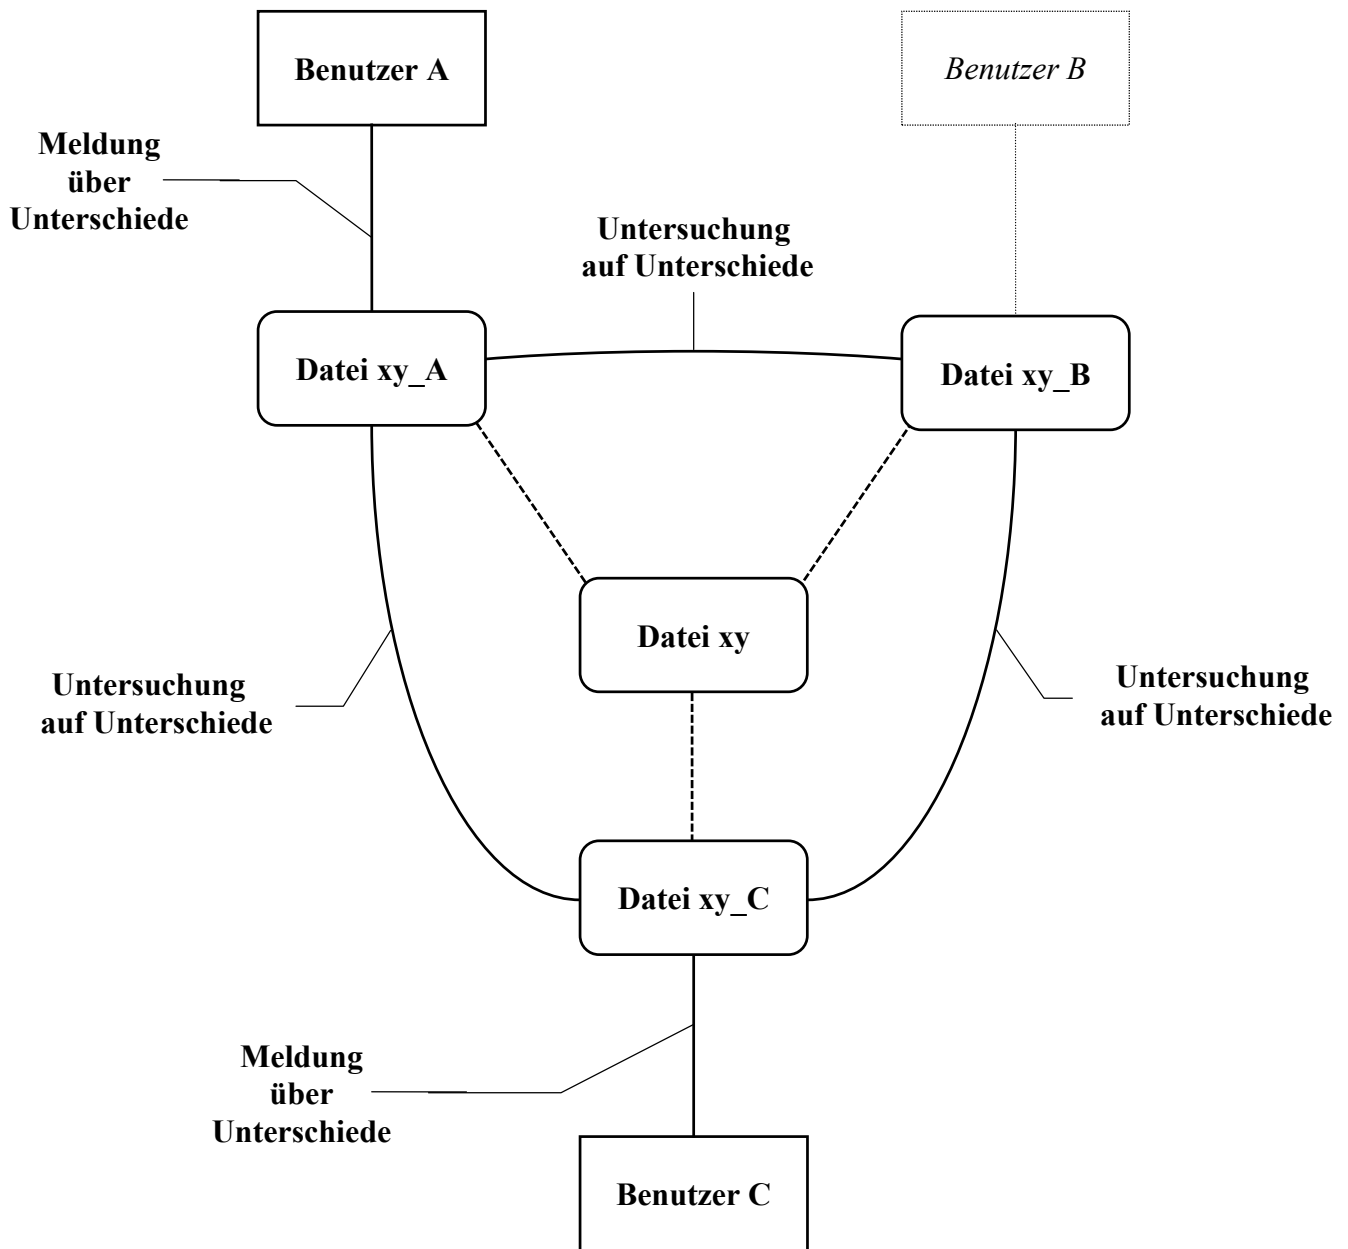 Benutzer A
Benutzer B
Meldung
über
Unterschiede
Untersuchung
auf Unterschiede
Datei xy_A
Datei xy_B
Datei xy
Untersuchung
auf Unterschiede
Untersuchung
auf Unterschiede
Datei xy_C
Meldung
über
Unterschiede
Benutzer C